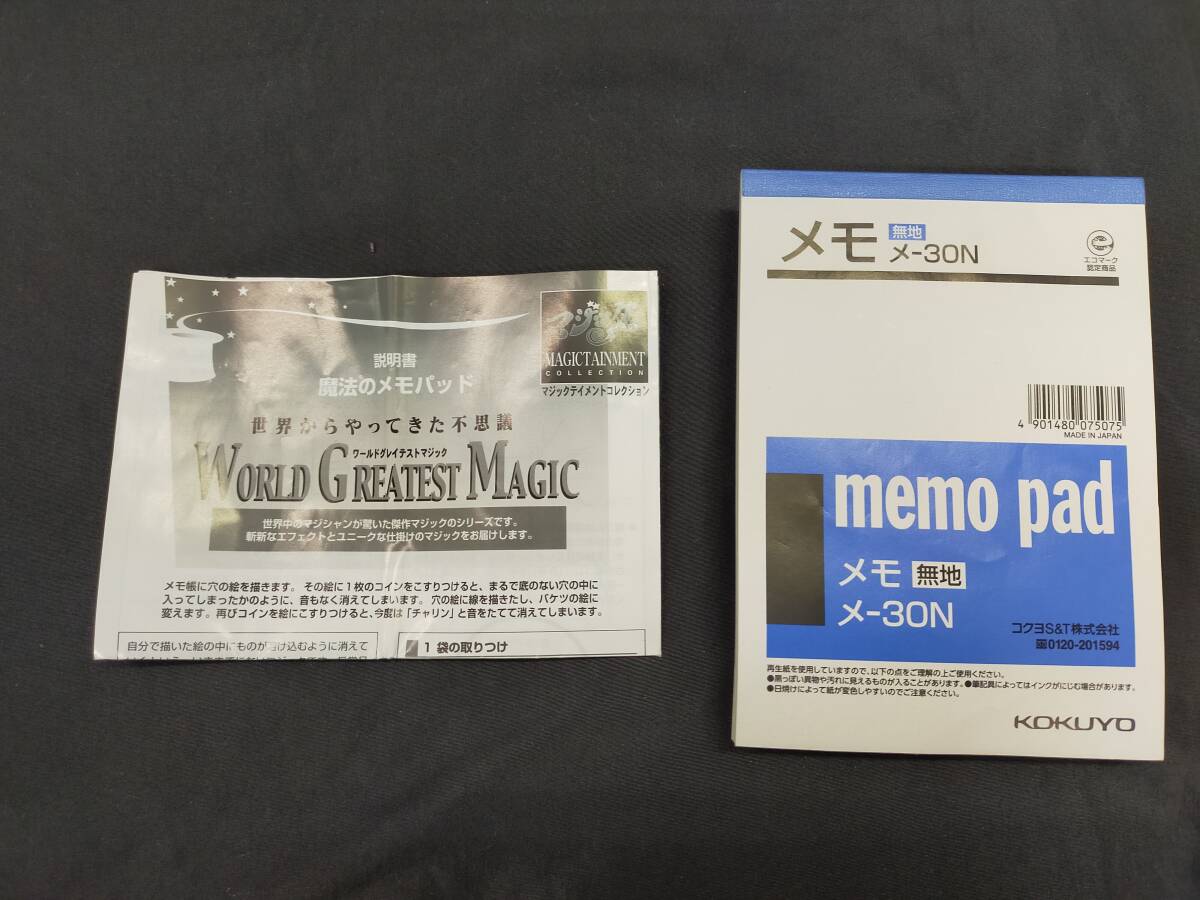 説明書
魔法のメモパッド
MAGICTAINMENT
COLLECTION
マジックテイメントコレクション
世界からやってきた不思議
ワールドグレイテストマジック
WORLD GREATEST MAGIC
世界中のマジシャンが驚いた傑作マジックのシリーズです。
斬新なエフェクトとユニークな仕掛けのマジックをお届けします。
メモ帳に穴の絵を描きます。その絵に1枚のコインをこすりつけると、まるで底のない穴の中に
入ってしまったかのように、音もなく消えてしまいます。穴の絵に線を描きたし、バケツの絵に
変えます。再びコインを絵にこすりつけると、今度は「チャリン」と音をたてて消えてしまいます。
自分で描いた絵の中にものが溶け込むように消えて
1 袋の取りつけ
メモ 無地
メ-30N
エコマーク
認定商品
4 901480 075075
MADE IN JAPAN
memo pad
メモ 無地
メ-30N
コクヨS&T株式会社
0120-201594
再生紙を使用していますので、以下の点をご理解の上ご使用ください。
●黒っぽい異物や汚れに見えるものが入ることがあります。●筆記具によってはインクがにじむ場合があります。
●日焼けによって紙が変色しやすいのでご注意ください。
KOKUYO